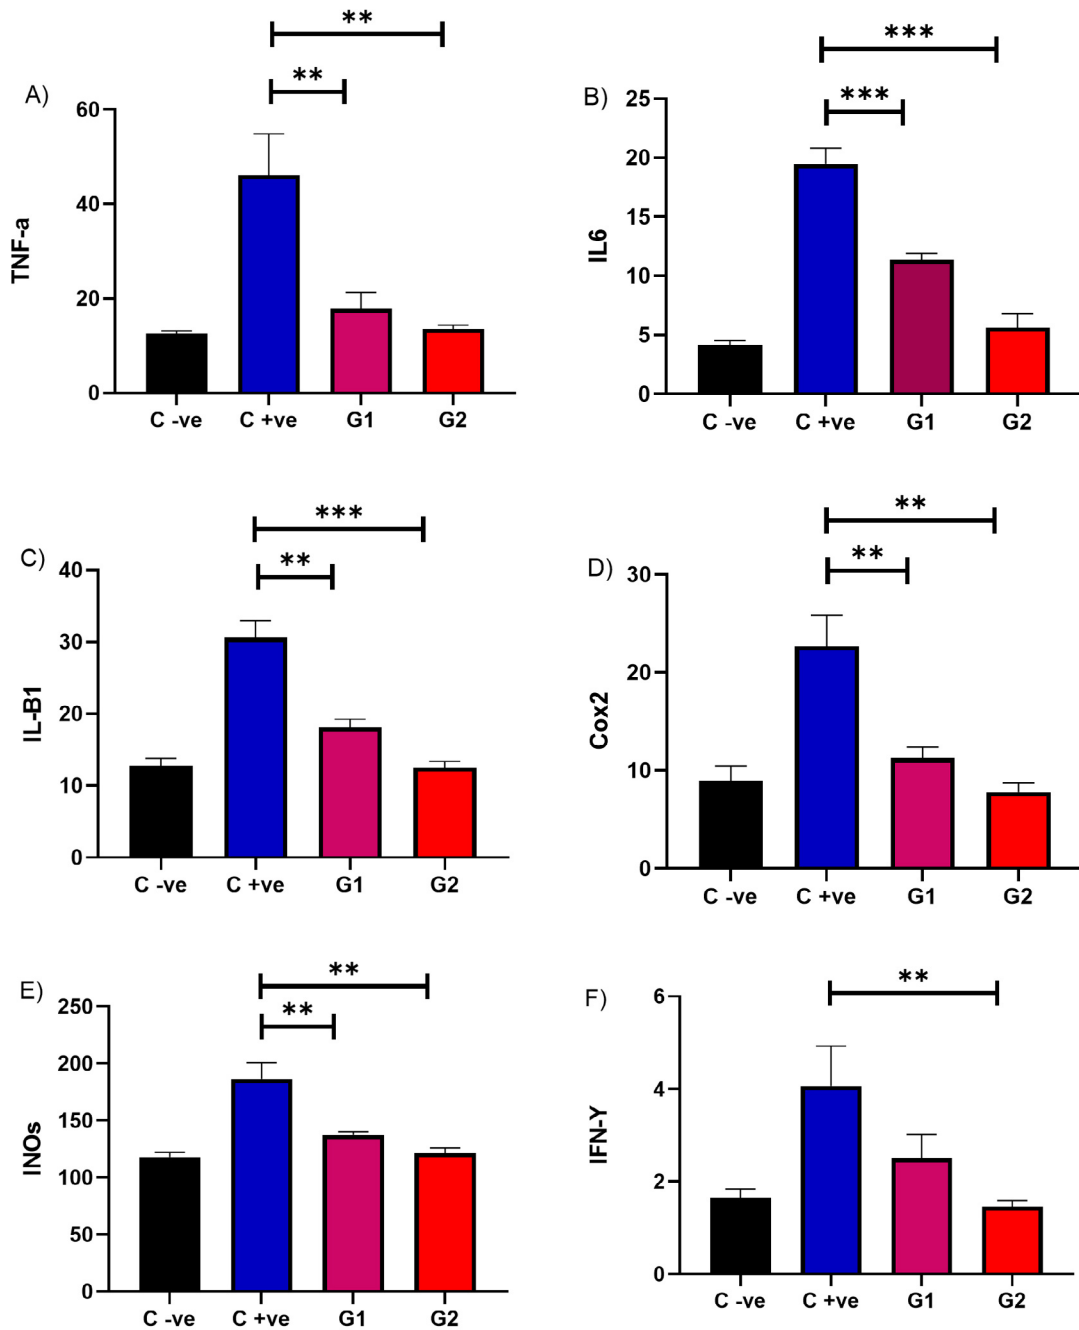 A)
**
**
TNF-a
60
40
20
0
C -ve C +ve G1 G2
B)
***
***
IL6
25
20
15
10
5
0
C -ve C +ve G1 G2
C)
***
**
IL-B1
40
30
20
10
0
C -ve C +ve G1 G2
D)
**
**
Cox2
30
20
10
0
C -ve C +ve G1 G2
E)
**
**
INOs
250
200
150
100
50
0
C -ve C +ve G1 G2
F)
**
IFN-Y
6
4
2
0
C -ve C +ve G1 G2